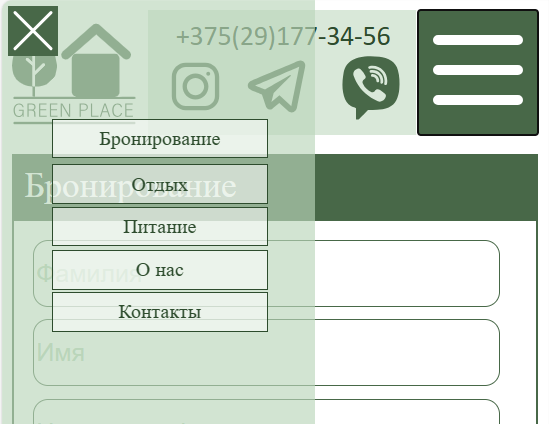 +375(29)177-34-56
GREEN PLACE
Бронирование
Бронирование
Отдых
Питание
О нас
Фамилия
Контакты
Имя